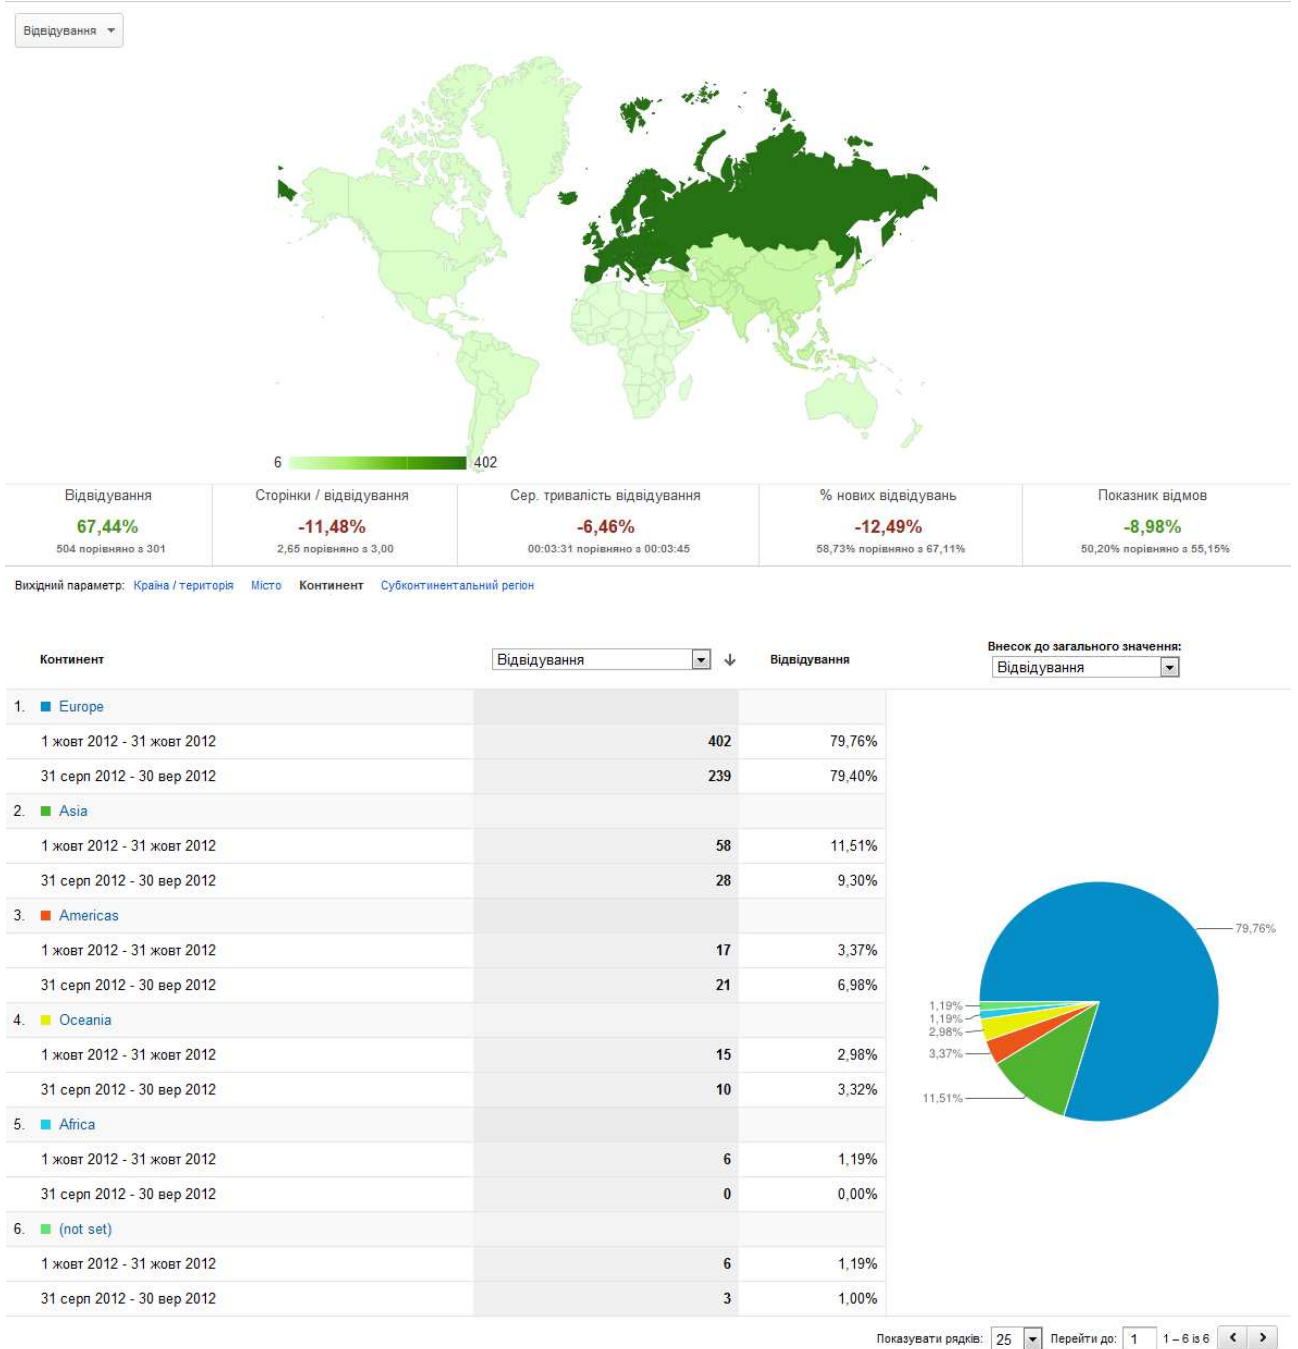 Відвідування
6 402
Відвідування Сторінки / відвідування Сер. тривалість відвідування % нових відвідувань Показник відмов
67,44% -11,48% -6,46% -12,49% -8,98%
504 порівняно з 301 2,65 порівняно з 3,00 00:03:31 порівняно з 00:03:45 58,73% порівняно з 67,11% 50,20% порівняно з 55,15%
Вихідний параметр: Країна / територія Місто Континент Субконтинентальний регіон
Внесок до загального значення:
Континент Відвідування Відвідування Відвідування
1. Europe
1 жовт 2012 - 31 жовт 2012 402 79,76%
31 серп 2012 - 30 вер 2012 239 79,40%
2. Asia
1 жовт 2012 - 31 жовт 2012 58 11,51%
31 серп 2012 - 30 вер 2012 28 9,30%
3. Americas
1 жовт 2012 - 31 жовт 2012 17 3,37%
31 серп 2012 - 30 вер 2012 21 6,98%
4. Oceania
1 жовт 2012 - 31 жовт 2012 15 2,98%
31 серп 2012 - 30 вер 2012 10 3,32%
5. Africa
1 жовт 2012 - 31 жовт 2012 6 1,19%
31 серп 2012 - 30 вер 2012 0 0,00%
6. (not set)
1 жовт 2012 - 31 жовт 2012 6 1,19%
31 серп 2012 - 30 вер 2012 3 1,00%
79,76%
1,19%
1,19%
2,98%
3,37%
11,51%
Показувати рядків: 25 Перейти до: 1 1 – 6 із 6